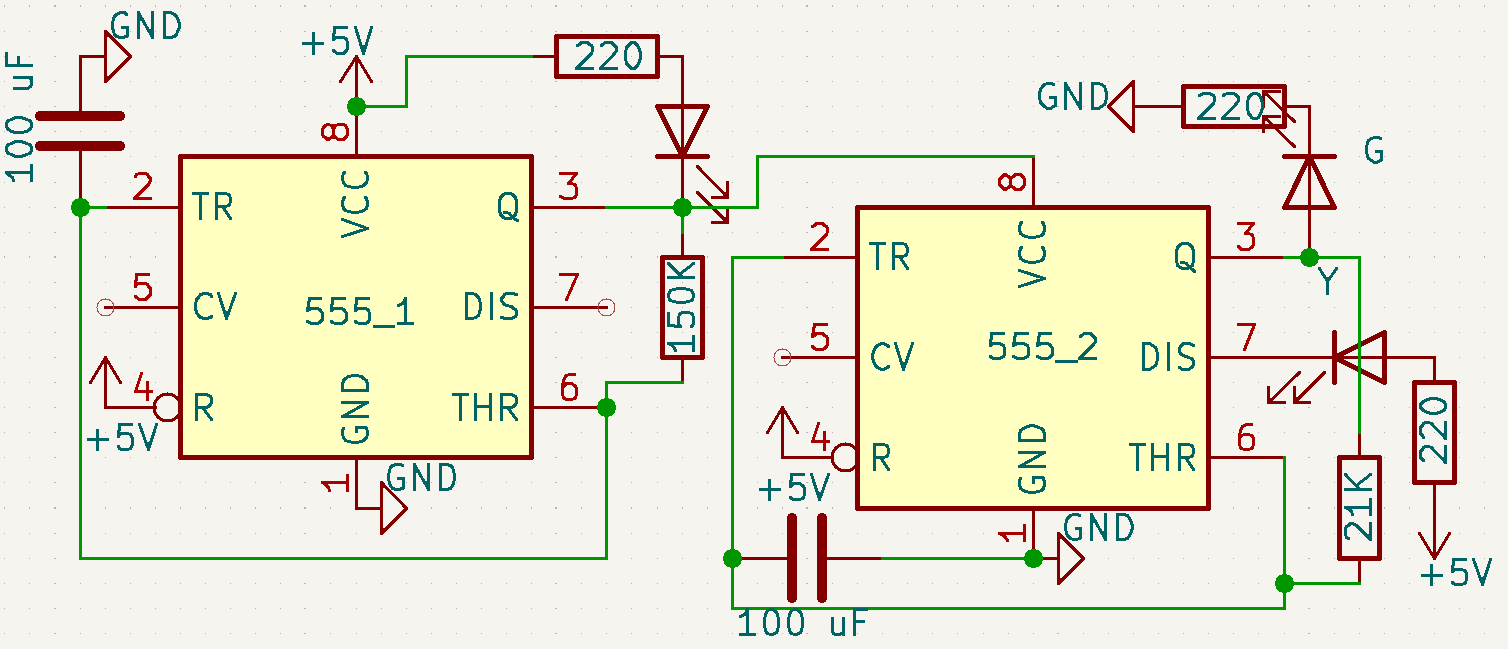 GND
100 uF
+5V
220
8
2
TR
VCC
Q
3
5
CV
555_1
DIS
7
150K
4
R
+5V
GND
THR
6
1
GND
GND
220
G
8
2
TR
VCC
Q
3
Y
5
CV
555_2
DIS
7
4
R
+5V
GND
THR
6
1
GND
100 uF
21K
220
+5V